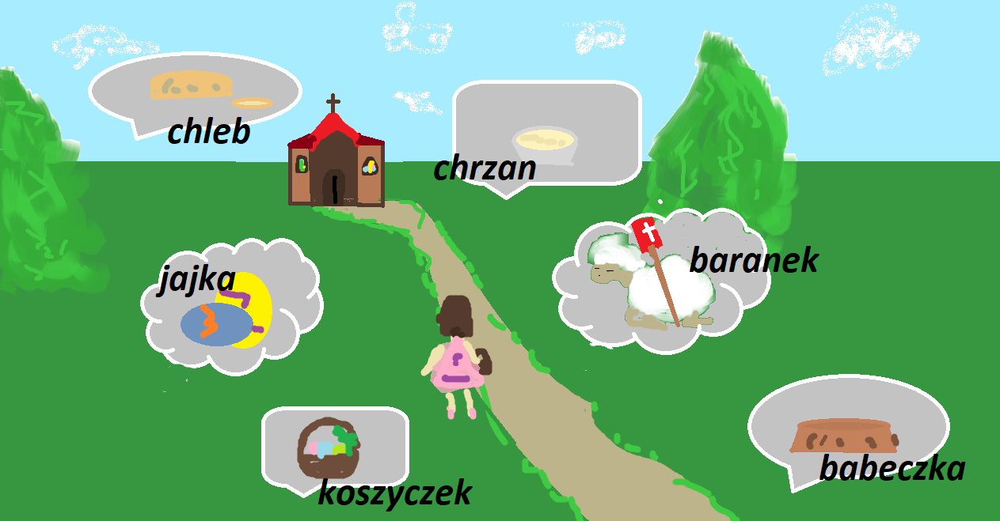 chleb
chrzan
baranek
jajka
babeczka
koszyczek